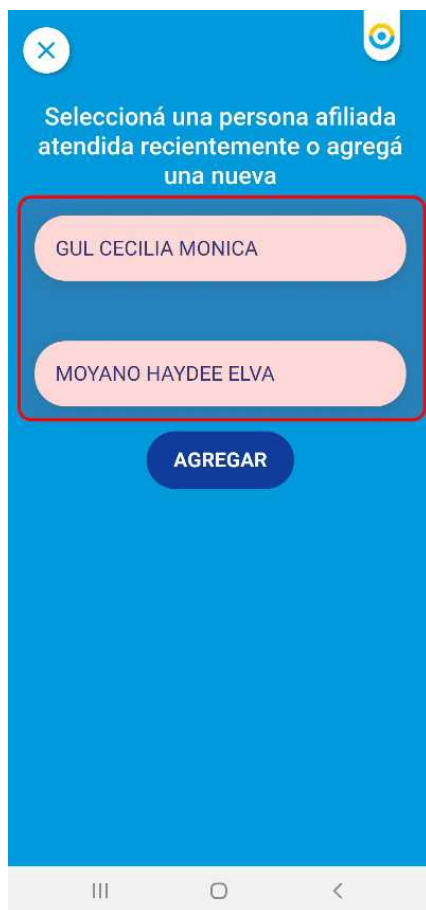 Seleccioná una persona afiliada
atendida recientemente o agregá
una nueva
GUL CECILIA MONICA
MOYANO HAYDEE ELVA
AGREGAR